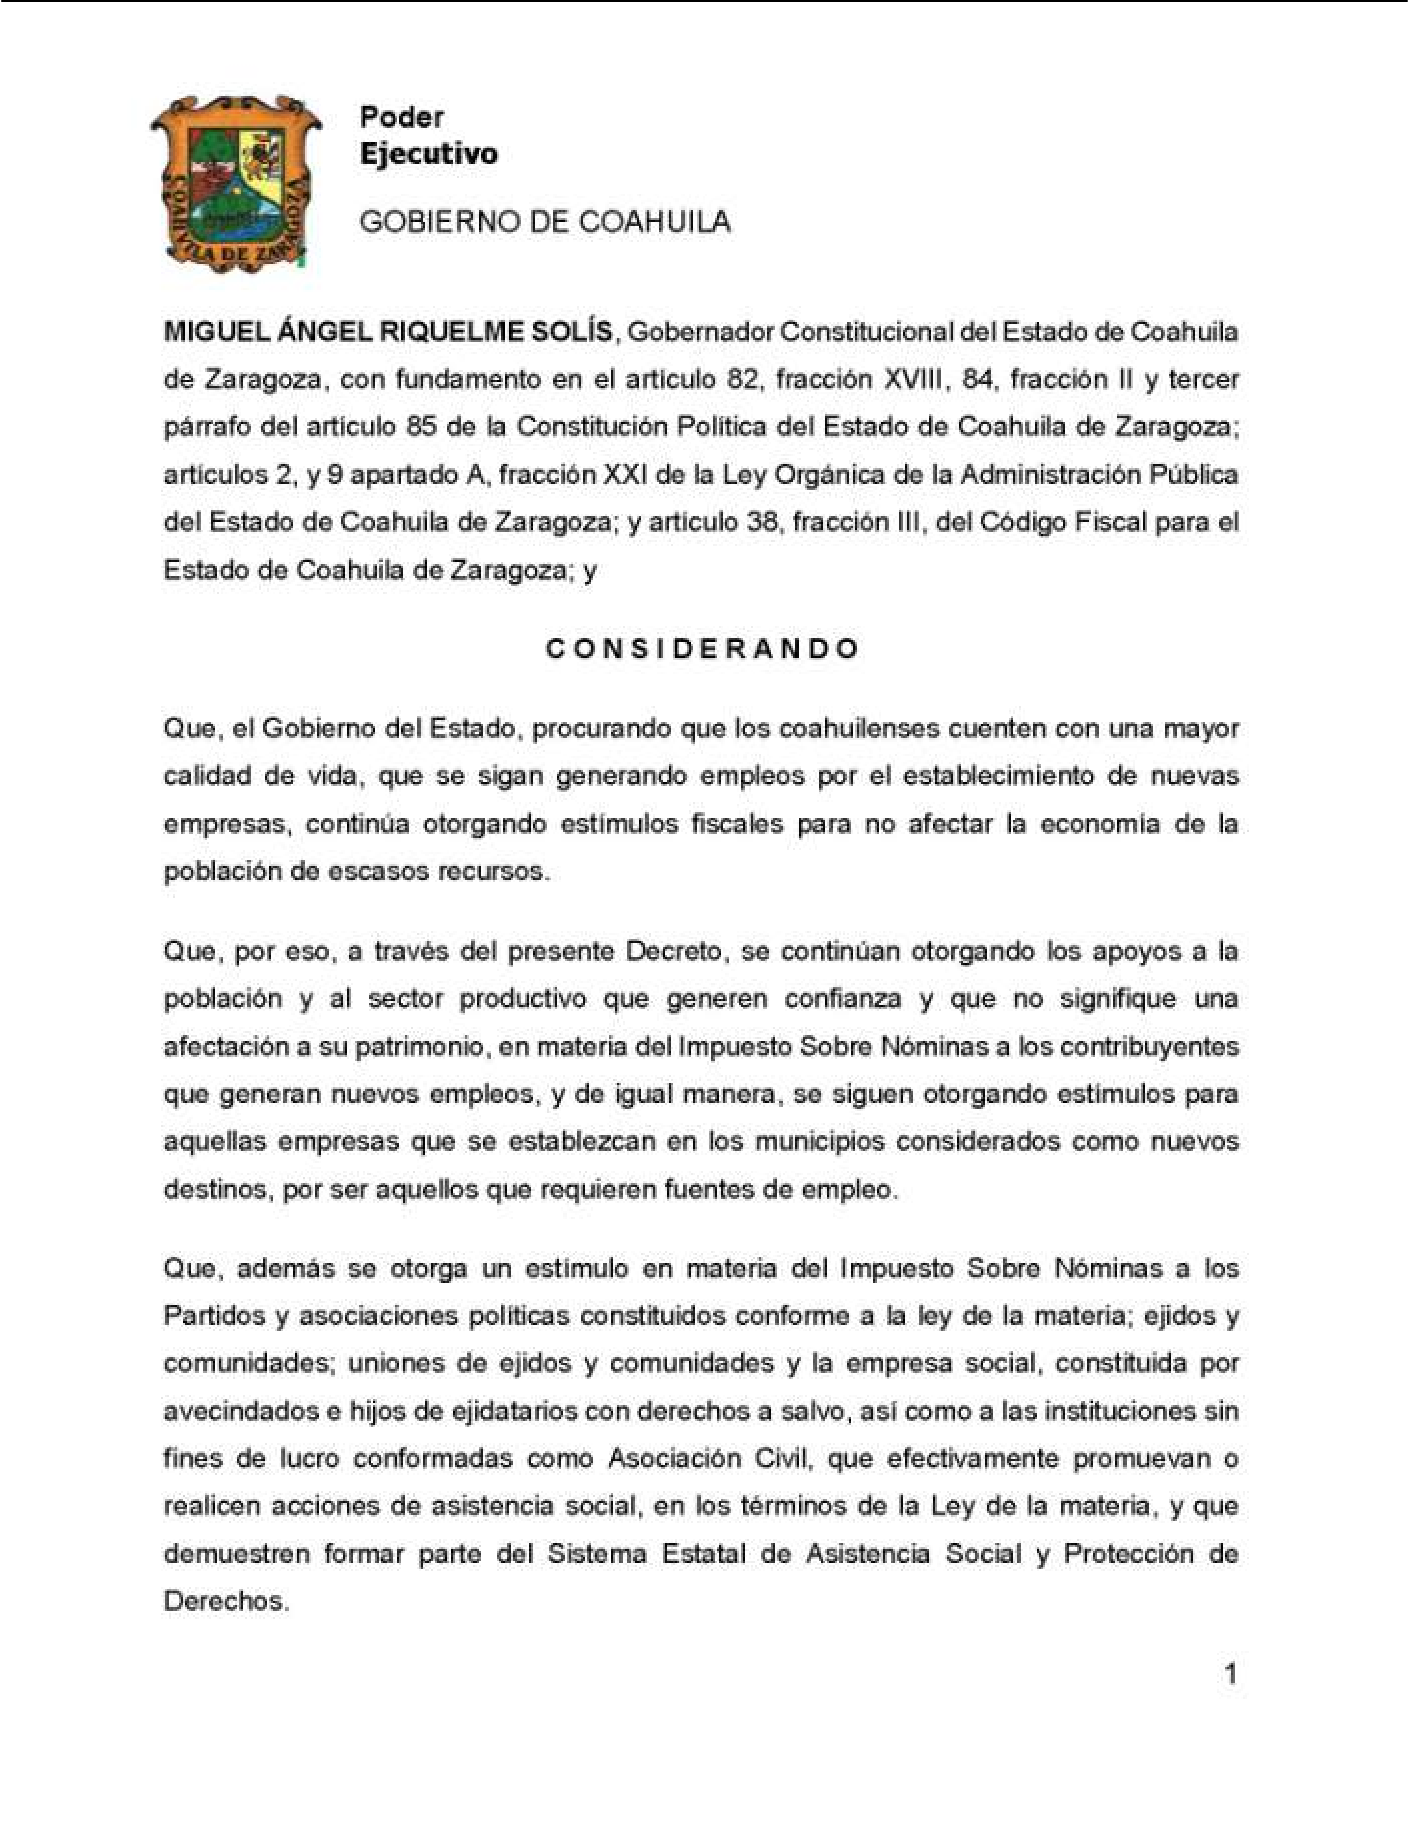 Poder
Ejecutivo
GOBIERNO DE COAHUILA
COAHUILA DE ZARAGOZA
MIGUEL ÁNGEL RIQUELME SOLÍS, Gobernador Constitucional del Estado de Coahuila
de Zaragoza, con fundamento en el artículo 82, fracción XVIII, 84, fracción II y tercer
párrafo del artículo 85 de la Constitución Política del Estado de Coahuila de Zaragoza;
artículos 2, y 9 apartado A, fracción XXI de la Ley Orgánica de la Administración Pública
del Estado de Coahuila de Zaragoza; y artículo 38, fracción III, del Código Fiscal para el
Estado de Coahuila de Zaragoza; y
C O N S I D E R A N D O
Que, el Gobierno del Estado, procurando que los coahuilenses cuenten con una mayor
calidad de vida, que se sigan generando empleos por el establecimiento de nuevas
empresas, continúa otorgando estímulos fiscales para no afectar la economía de la
población de escasos recursos.
Que, por eso, a través del presente Decreto, se continúan otorgando los apoyos a la
población y al sector productivo que generen confianza y que no signifique una
afectación a su patrimonio, en materia del Impuesto Sobre Nóminas a los contribuyentes
que generan nuevos empleos, y de igual manera, se siguen otorgando estímulos para
aquellas empresas que se establezcan en los municipios considerados como nuevos
destinos, por ser aquellos que requieren fuentes de empleo.
Que, además se otorga un estímulo en materia del Impuesto Sobre Nóminas a los
Partidos y asociaciones políticas constituidos conforme a la ley de la materia; ejidos y
comunidades; uniones de ejidos y comunidades y la empresa social, constituida por
avecindados e hijos de ejidatarios con derechos a salvo, así como a las instituciones sin
fines de lucro conformadas como Asociación Civil, que efectivamente promuevan o
realicen acciones de asistencia social, en los términos de la Ley de la materia, y que
demuestren formar parte del Sistema Estatal de Asistencia Social y Protección de
Derechos.
1